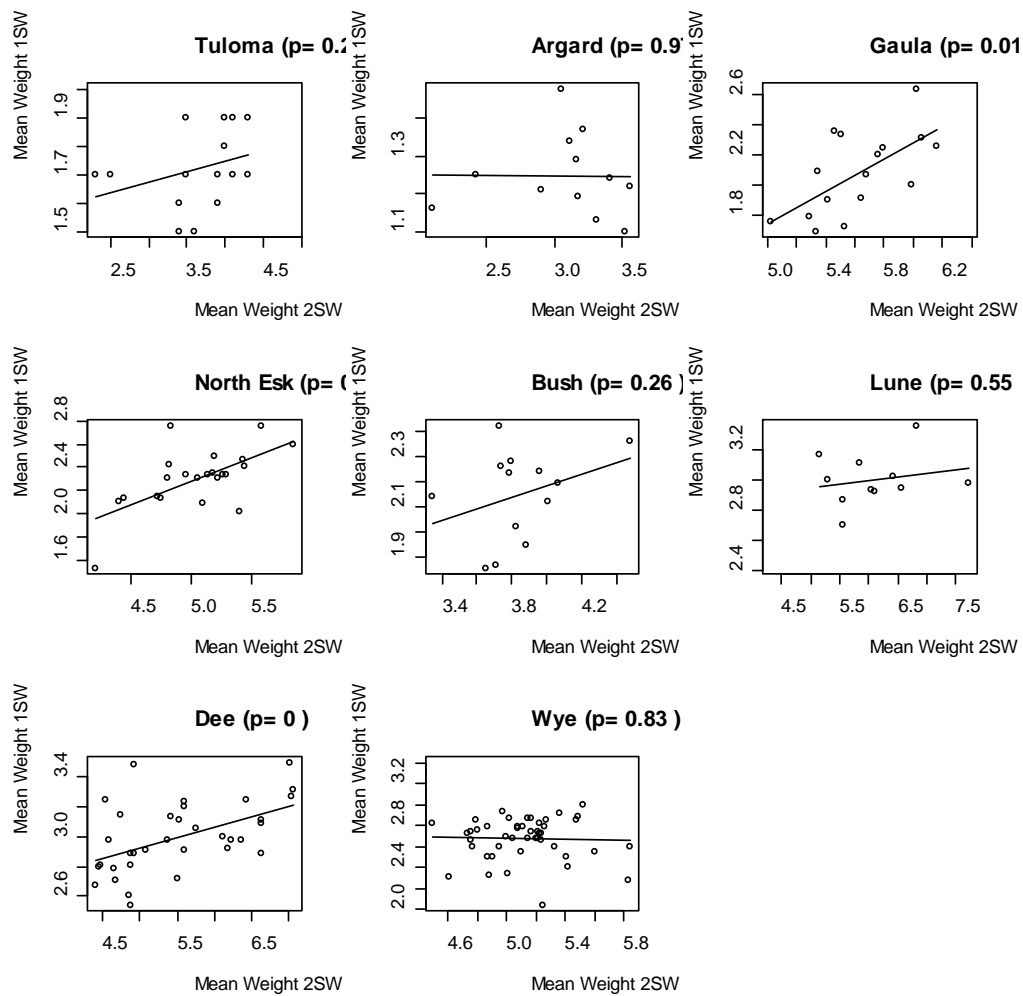 Tuloma (p= 0.2
Mean Weight 1SW
1.5 1.7 1.9
2.5 3.5 4.5
Mean Weight 2SW
Argard (p= 0.9
Mean Weight 1SW
1.1 1.3
2.5 3.0 3.5
Mean Weight 2SW
Gaula (p= 0.01
Mean Weight 1SW
1.8 2.2 2.6
5.0 5.4 5.8 6.2
Mean Weight 2SW
North Esk (p= 0
Mean Weight 1SW
1.6 2.0 2.4 2.8
4.5 5.0 5.5
Mean Weight 2SW
Bush (p= 0.26 )
Mean Weight 1SW
1.9 2.1 2.3
3.4 3.8 4.2
Mean Weight 2SW
Lune (p= 0.55
Mean Weight 1SW
2.4 2.8 3.2
4.5 5.5 6.5 7.5
Mean Weight 2SW
Dee (p= 0 )
Mean Weight 1SW
2.6 3.0 3.4
4.5 5.5 6.5
Mean Weight 2SW
Wye (p= 0.83 )
Mean Weight 1SW
2.0 2.4 2.8 3.2
4.6 5.0 5.4 5.8
Mean Weight 2SW